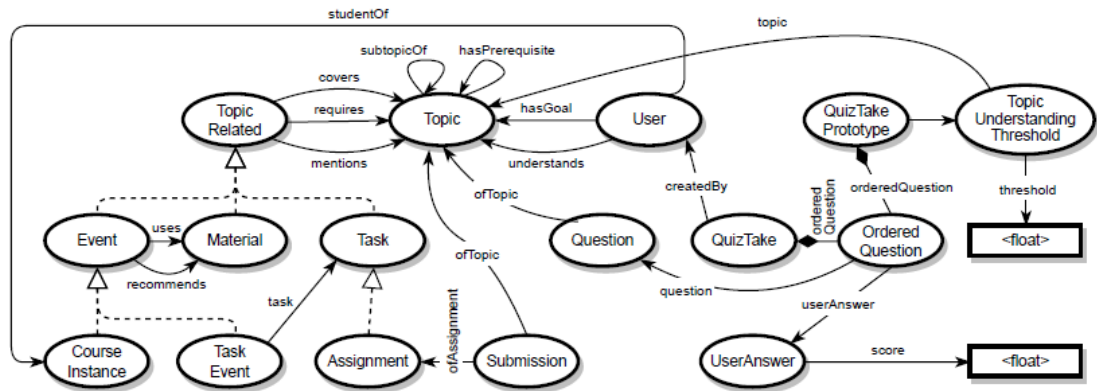 studentOf
topic
subtopicOf
hasPrerequisite
covers
Topic
Related
requires
Topic
hasGoal
User
QuizTake
Prototype
Topic
Understanding
Threshold
mentions
understands
createdBy
ofTopic
orderedQuestion
threshold
Event
uses
Material
Task
Question
QuizTake
ordered
Question
Ordered
Question
<float>
recommends
ofTopic
task
question
userAnswer
Course
Instance
Task
Event
Assignment
ofAssignment
Submission
UserAnswer
score
<float>